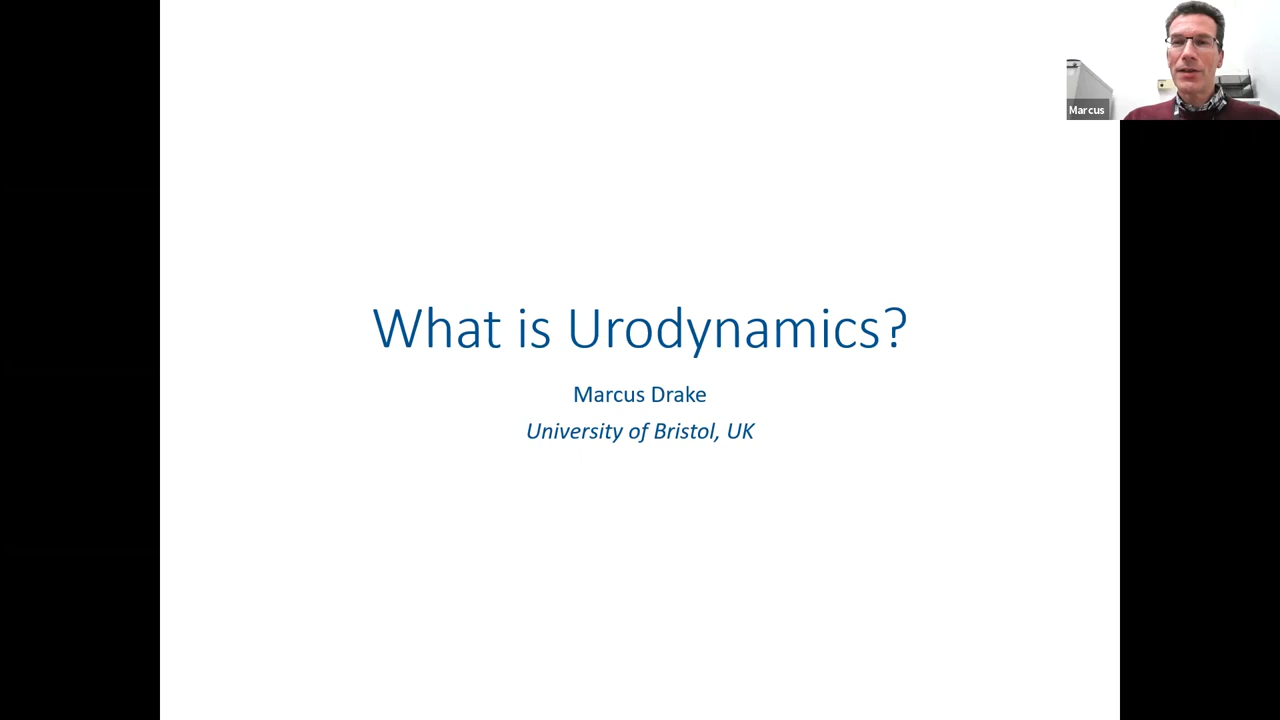 Marcus
What is Urodynamics?
Marcus Drake
University of Bristol, UK